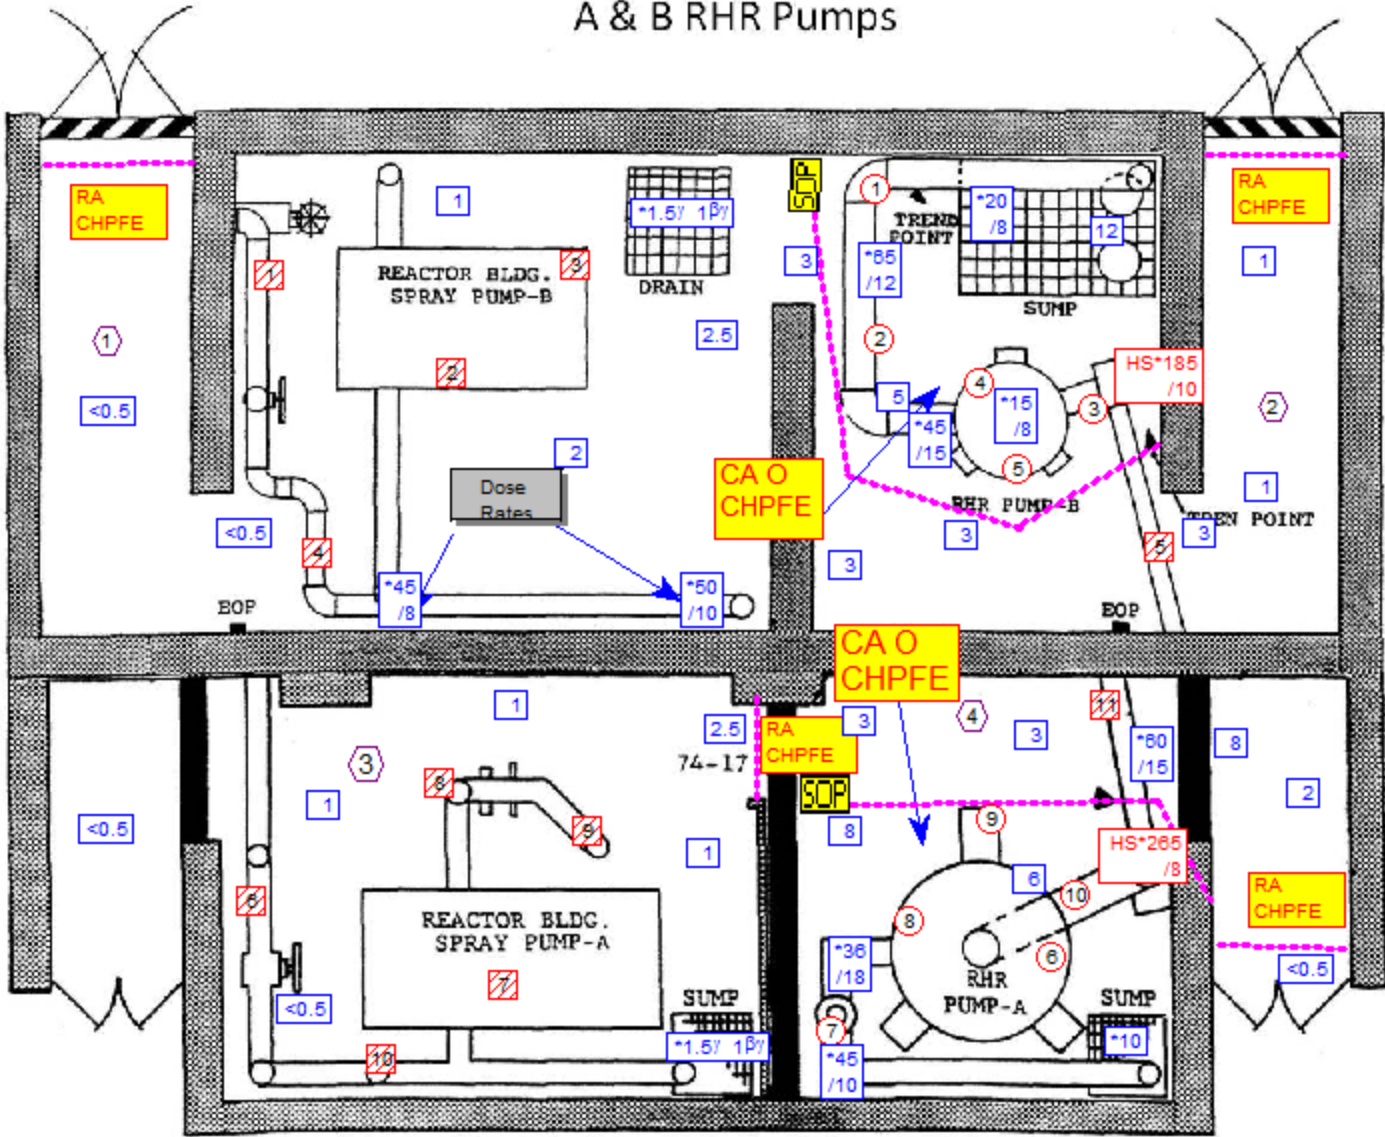 A & B RHR Pumps
RA
CHPFE
1
<0.5
1
1
REACTOR BLDG.
SPRAY PUMP-B
3
2
*1.5γ 1βγ
DRAIN
2.5
2
Dose
Rates
<0.5
4
*45
/8
*50
/10
EOP
SOP
3
1
TREND
POINT
*20
/8
12
SUMP
*85
/12
2
5
*45
/15
4
*15
/8
5
3
HS*185
/10
RHR PUMP-B
CA O
CHPFE
3
3
RA
CHPFE
1
2
1
TREN POINT
3
5
EOP
CA O
CHPFE
<0.5
1
3
1
8
9
1
2.5
74-17
RA
CHPFE
SOP
6
<0.5
REACTOR BLDG.
SPRAY PUMP-A
7
10
SUMP
*1.5γ 1βγ
3
4
3
11
*60
/15
8
2
8
9
HS*265
/8
6
10
8
6
*36
/18
RHR
PUMP-A
7
*45
/10
SUMP
*10
RA
CHPFE
<0.5